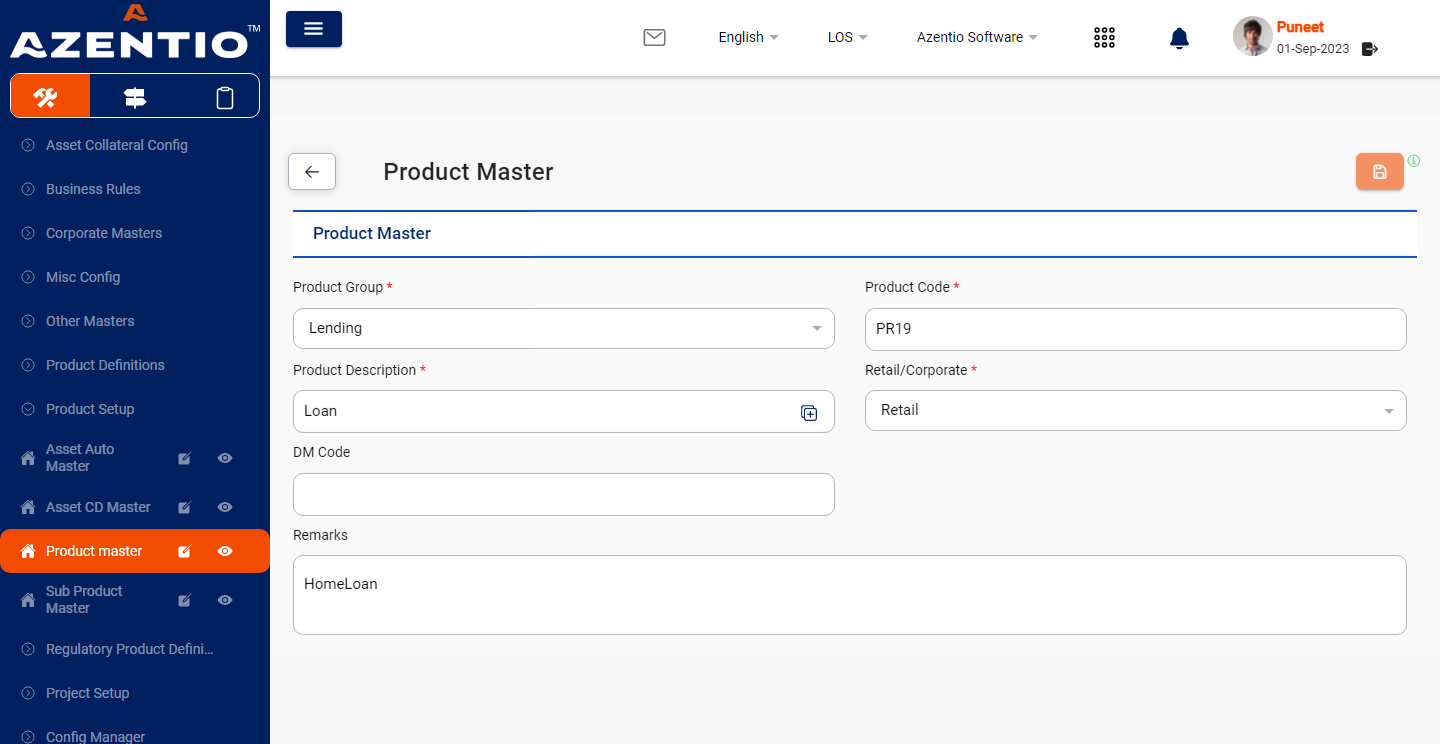 AZENTIO™
English
LOS
Azentio Software
Puneet
01-Sep-2023
Asset Collateral Config
Business Rules
Corporate Masters
Misc Config
Other Masters
Product Definitions
Product Setup
Asset Auto
Master
Asset CD Master
Product master
Sub Product
Master
Regulatory Product Defini...
Project Setup
Config Manager
Product Master
Product Master
Product Group *
Lending
Product Code *
PR19
Product Description *
Loan
Retail/Corporate *
Retail
DM Code
Remarks
HomeLoan